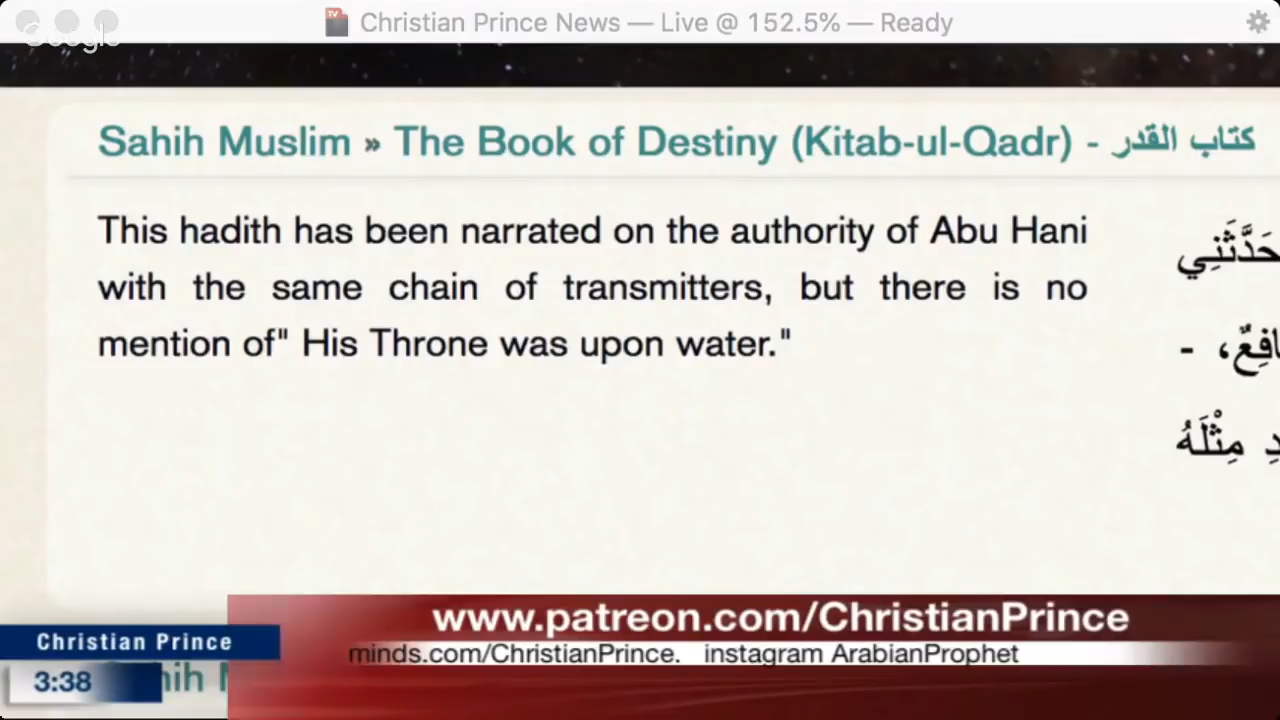 Google
Christian Prince News — Live @ 152.5% — Ready
Sahih Muslim » The Book of Destiny (Kitab-ul-Qadr) - كتاب القدر
This hadith has been narrated on the authority of Abu Hani
with the same chain of transmitters, but there is no
mention of" His Throne was upon water."
حَدَّثَنِي
مِثْلَهُ
www.patreon.com/ChristianPrince
Christian Prince
minds.com/ChristianPrince. instagram ArabianProphet
3:38